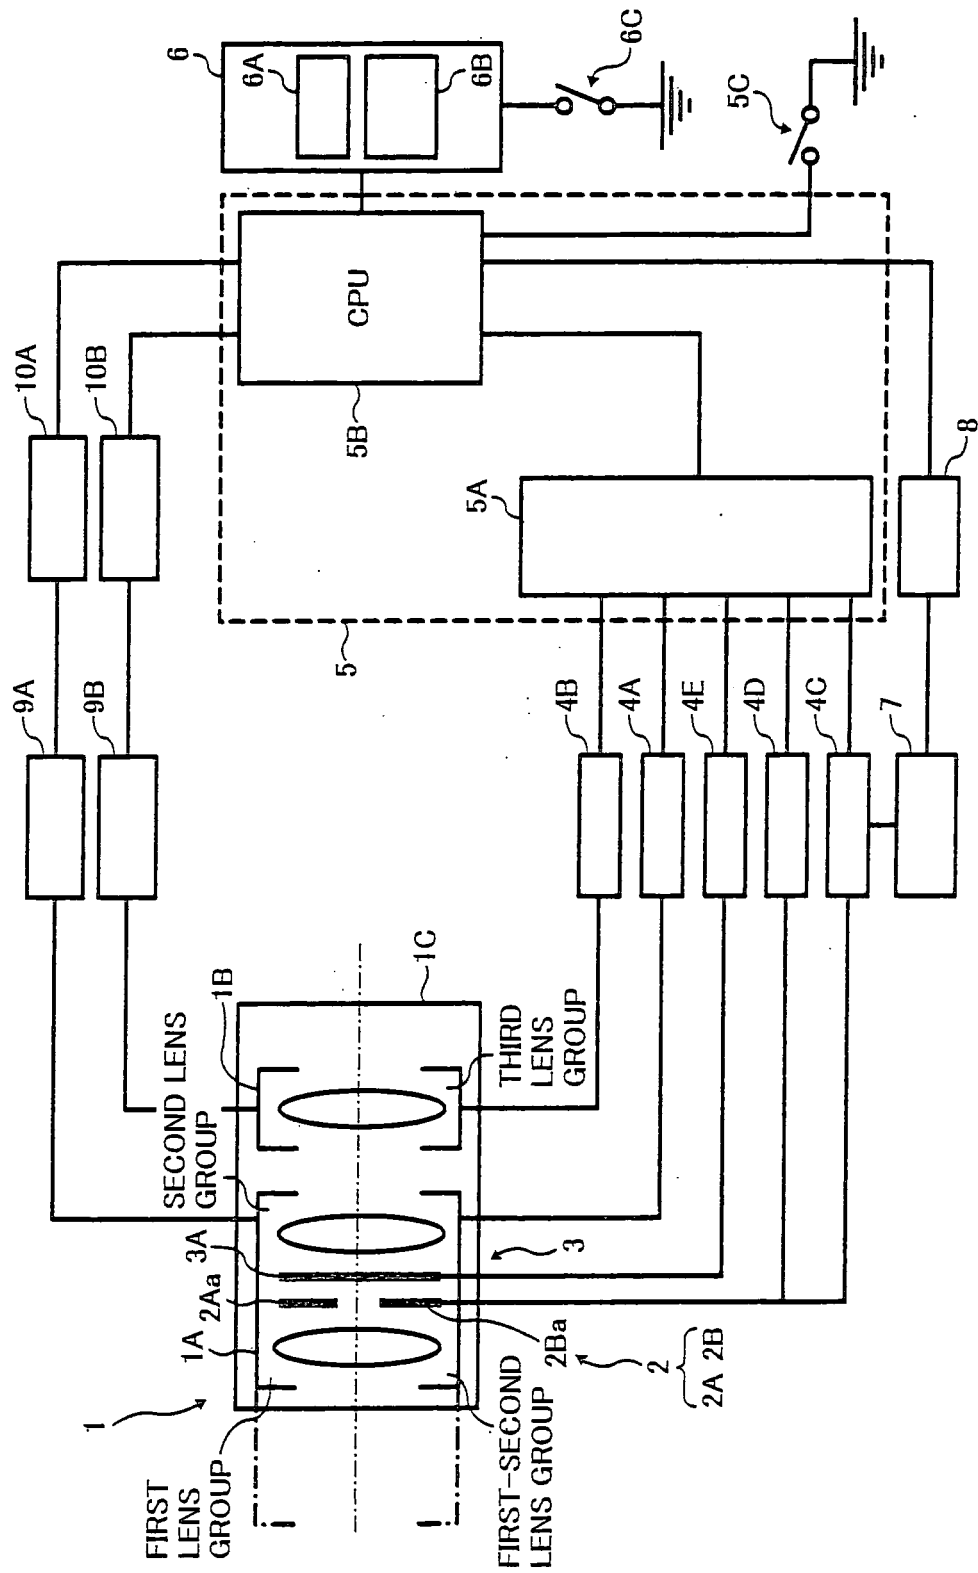 1
FIRST
LENS
GROUP
1A
2Aa
3A
SECOND LENS
GROUP
1B
1C
THIRD
LENS
GROUP
3
2Ba
2
2A 2B
FIRST-SECOND
LENS GROUP
9A
9B
10A
10B
4B
4A
4E
4D
4C
7
8
5
5A
5B
CPU
5C
6
6A
6B
6C